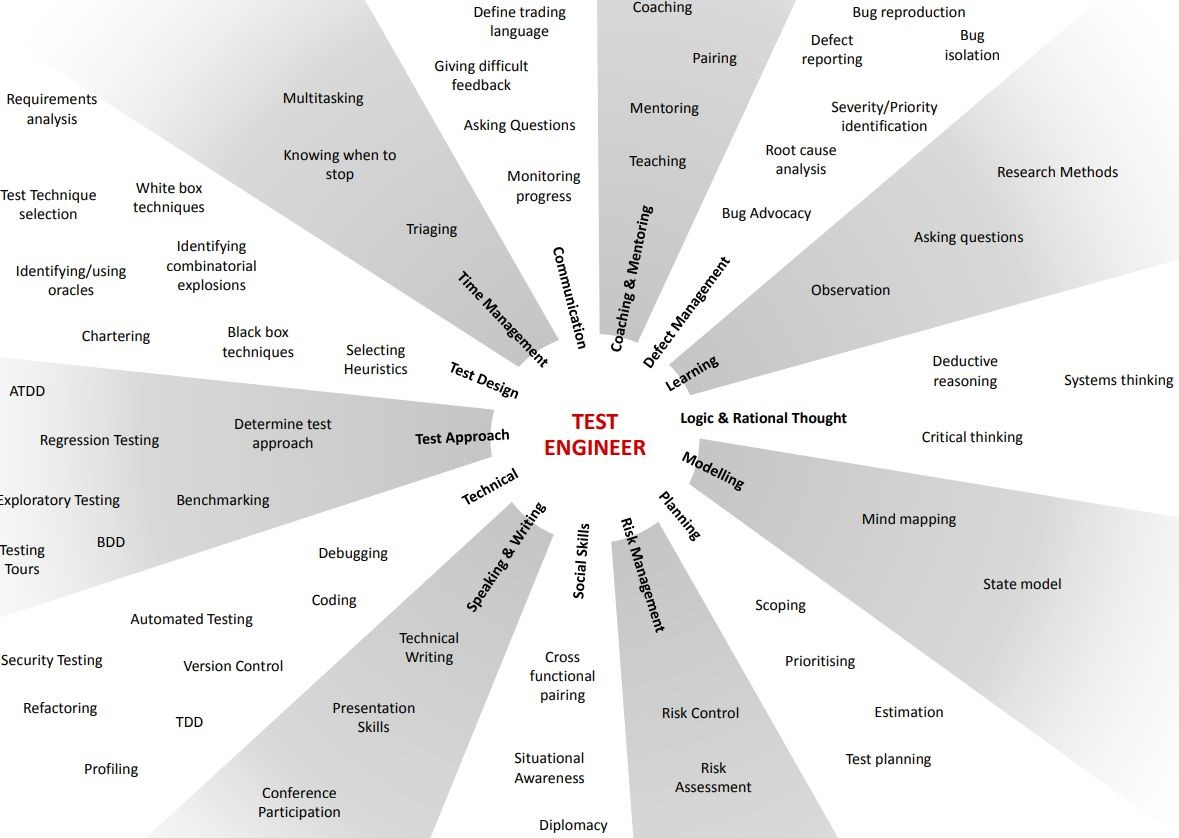 TEST
ENGINEER
Communication
Define trading
language
Giving difficult
feedback
Asking Questions
Monitoring
progress
Coaching & Mentoring
Coaching
Pairing
Mentoring
Teaching
Defect Management
Bug reproduction
Defect
reporting
Bug
isolation
Severity/Priority
identification
Root cause
analysis
Bug Advocacy
Learning
Research Methods
Asking questions
Observation
Logic & Rational Thought
Deductive
reasoning
Systems thinking
Critical thinking
Modelling
Mind mapping
State model
Planning
Scoping
Prioritising
Estimation
Test planning
Risk Management
Risk Control
Risk
Assessment
Social Skills
Cross
functional
pairing
Situational
Awareness
Diplomacy
Speaking & Writing
Technical
Writing
Presentation
Skills
Conference
Participation
Technical
Debugging
Coding
Automated Testing
Security Testing
Version Control
Refactoring
TDD
Profiling
Test Approach
ATDD
Regression Testing
Determine test
approach
Exploratory Testing
Benchmarking
BDD
Testing
Tours
Test Design
Requirements
analysis
Test Technique
selection
White box
techniques
Identifying/using
oracles
Identifying
combinatorial
explosions
Chartering
Black box
techniques
Selecting
Heuristics
Time Management
Multitasking
Knowing when to
stop
Triaging